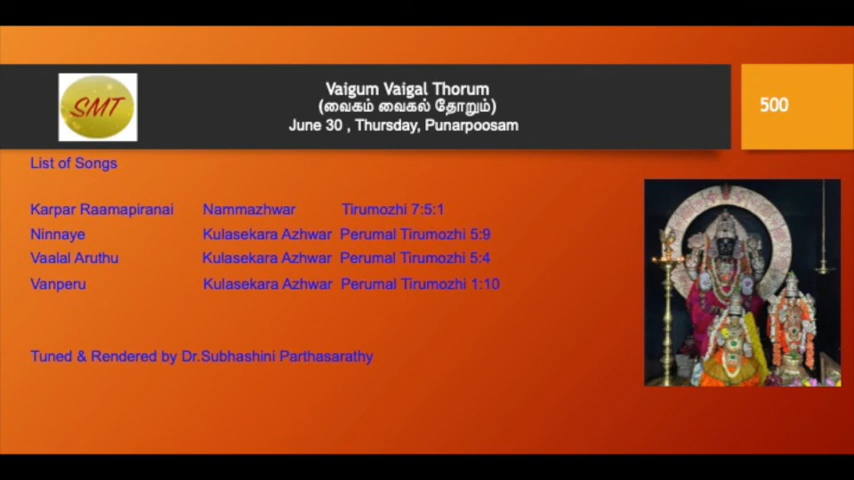 SMT
Vaigum Vaigal Thorum
(வைகம் வைகல் தோறும்)
June 30 , Thursday, Punarpoosam
500
List of Songs
Karpar Raamapiranai Nammazhwar Tirumozhi 7:5:1
Ninnaye Kulasekara Azhwar Perumal Tirumozhi 5:9
Vaalal Aruthu Kulasekara Azhwar Perumal Tirumozhi 5:4
Vanperu Kulasekara Azhwar Perumal Tirumozhi 1:10
Tuned & Rendered by Dr.Subhashini Parthasarathy